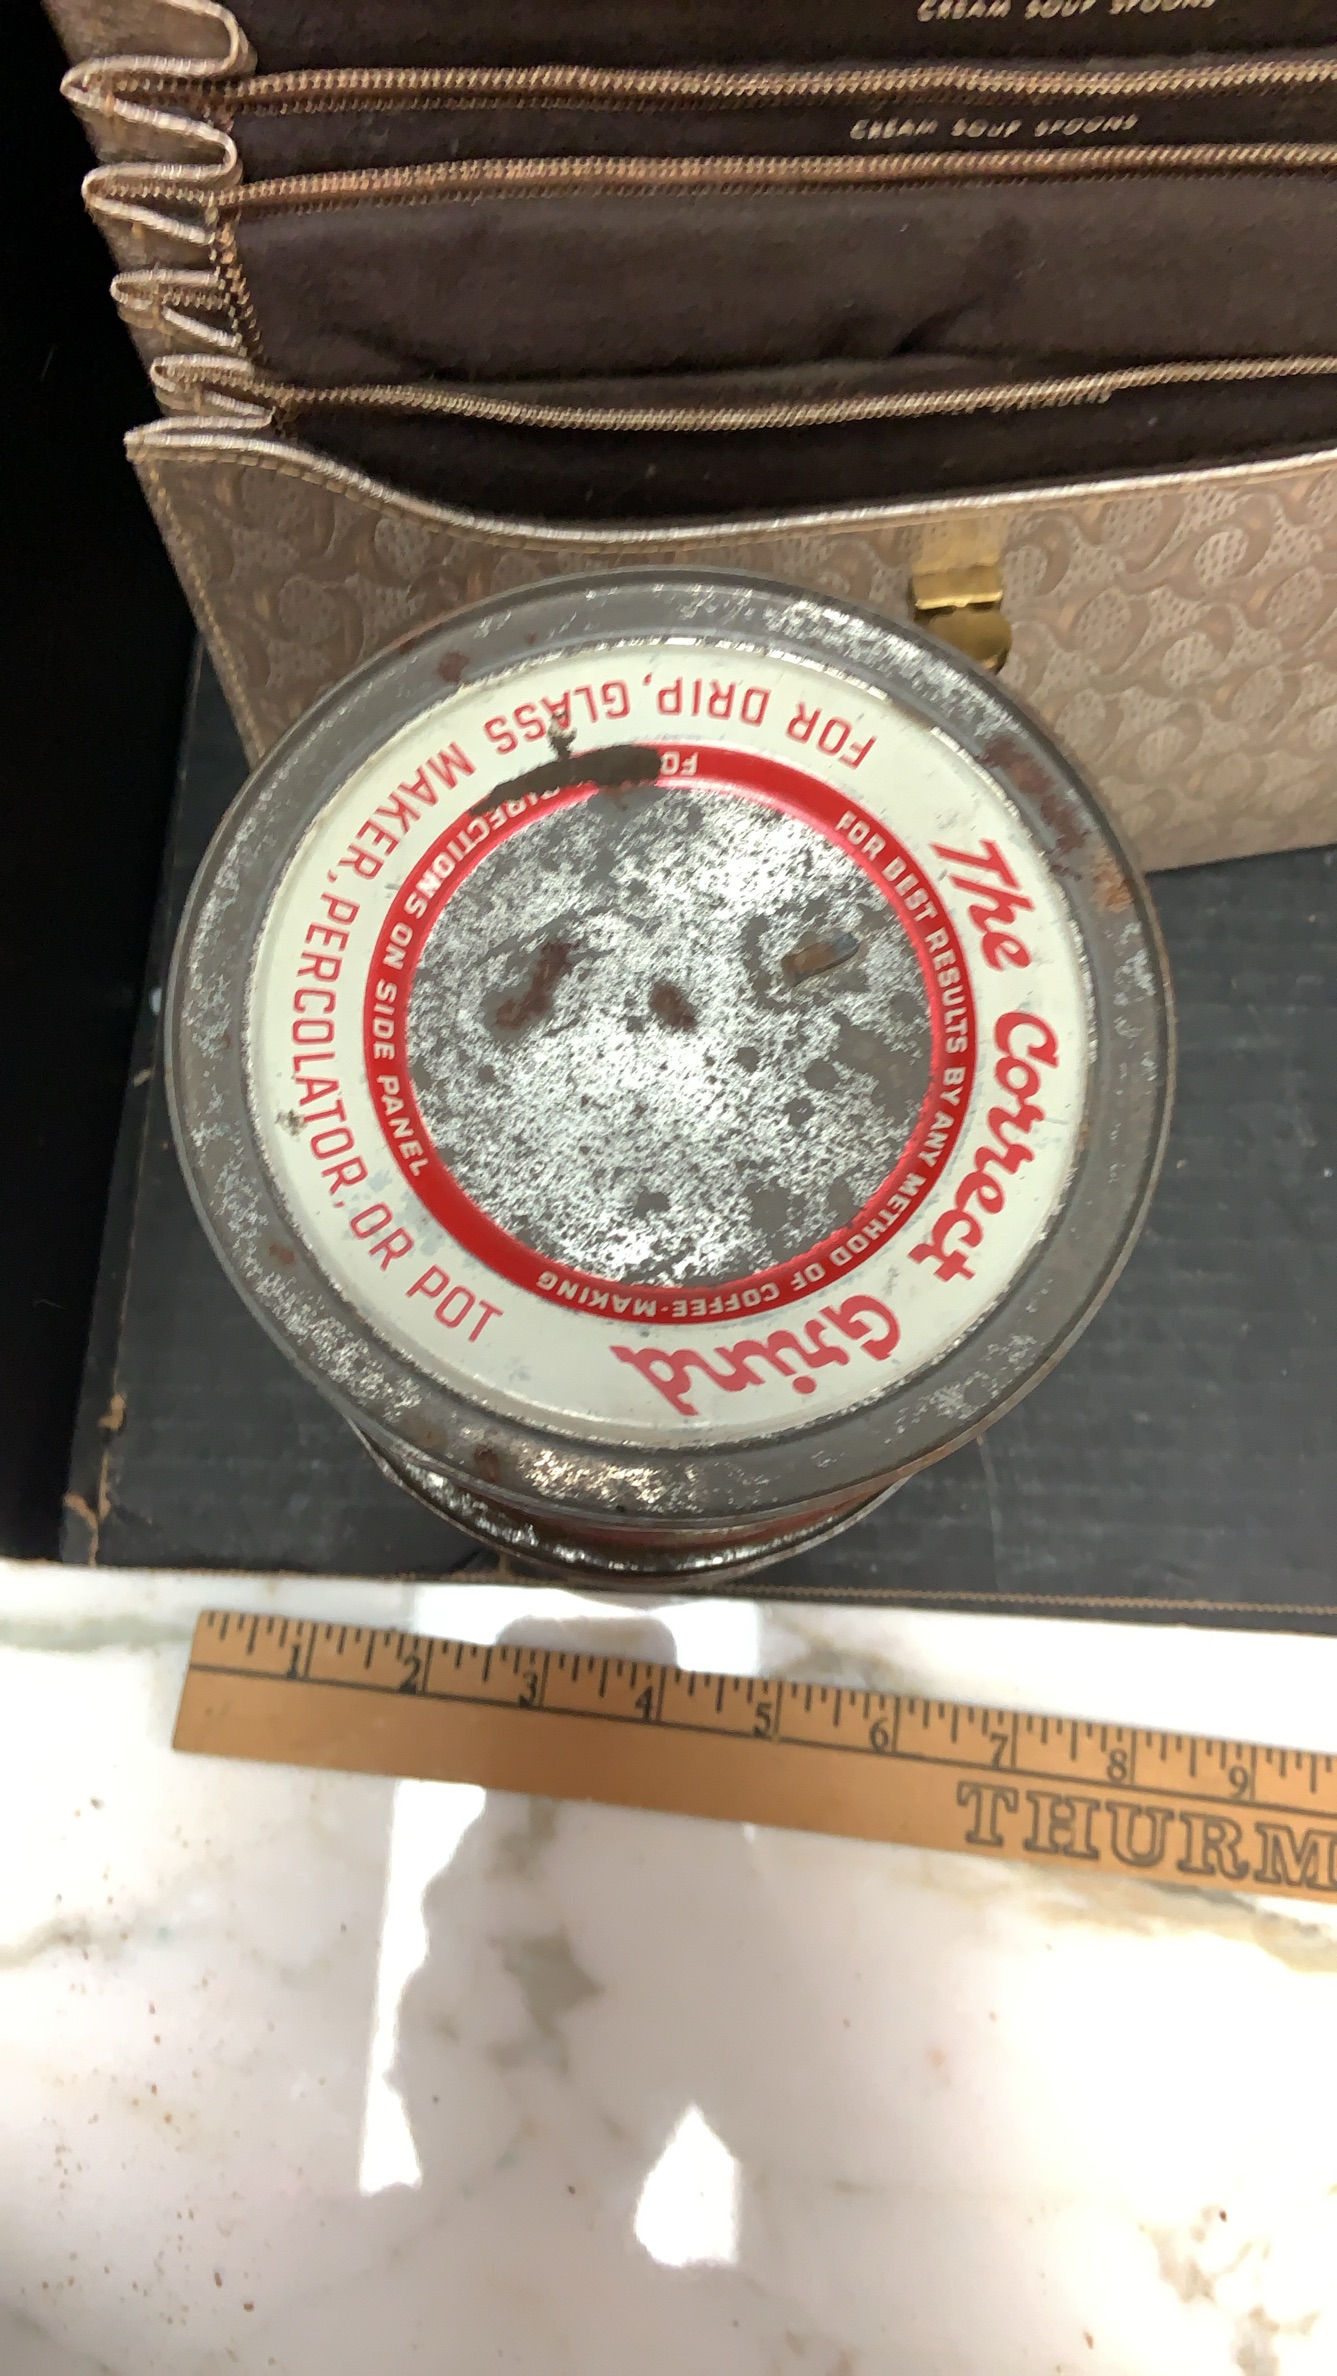 CREAM SOUP SPOONS
CREAM SOUP SPOONS
The Correct Grind
FOR DRIP, GLASS MAKER, PERCOLATOR, OR POT
FOR BEST RESULTS BY ANY METHOD OF COFFEE-MAKING
FO DIRECTIONS ON SIDE PANEL
1 2 3 4 5 6 7 8 9
THURM